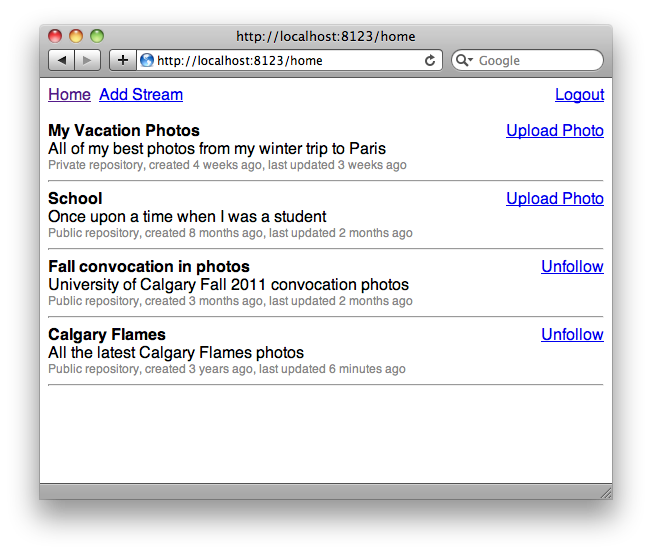 http://localhost:8123/home
http://localhost:8123/home
Google
Home Add Stream Logout
My Vacation Photos Upload Photo
All of my best photos from my winter trip to Paris
Private repository, created 4 weeks ago, last updated 3 weeks ago
School Upload Photo
Once upon a time when I was a student
Public repository, created 8 months ago, last updated 2 months ago
Fall convocation in photos Unfollow
University of Calgary Fall 2011 convocation photos
Public repository, created 3 months ago, last updated 2 months ago
Calgary Flames Unfollow
All the latest Calgary Flames photos
Public repository, created 3 years ago, last updated 6 minutes ago